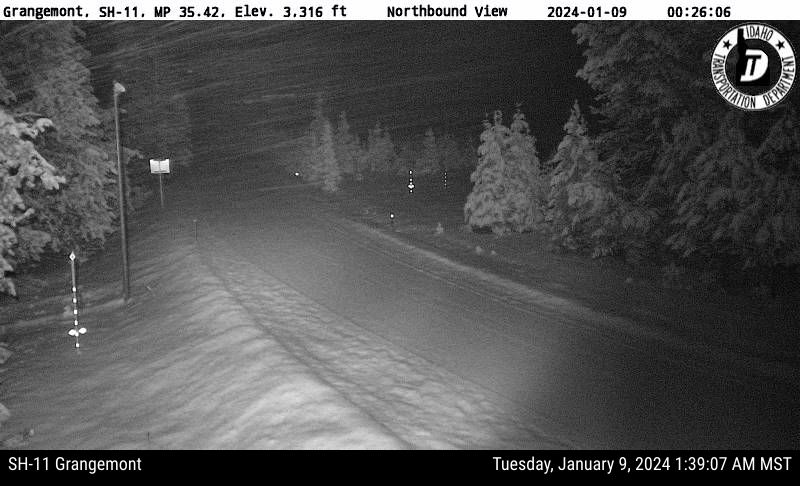 Grangemont, SH-11, MP 35.42, Elev. 3,316 ft Northbound View 2024-01-09 00:26:06
IDAHO
TRANSPORTATION DEPARTMENT
SH-11 Grangemont Tuesday, January 9, 2024 1:39:07 AM MST